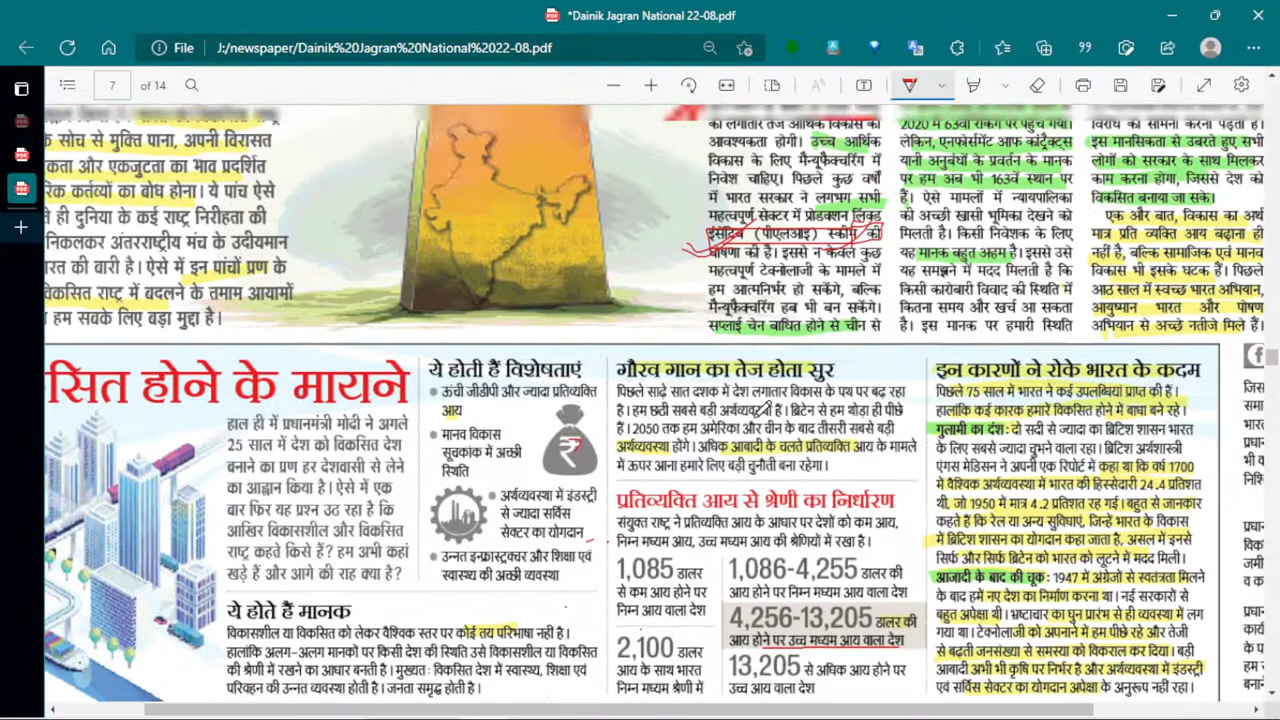 *Dainik Jagran National 22-08.pdf
File
J:/newspaper/Dainik%20Jagran%20National%2022-08.pdf
7
of 14
के सोच से मुक्ति पाना, अपनी विरासत
कता और एकजुटता का भाव प्रदर्शित
रिक कर्तव्यों का बोध होना। ये पांच ऐसे
ते ही दुनिया के कई राष्ट्र निरीहता की
निकलकर अंतरराष्ट्रीय मंच के उदीयमान
ारत की वारी है। ऐसे में इन पांचों प्रण के
विकसित राष्ट्र में बदलने के तमाम आयामों
ा हम सबके लिए बड़ा मुद्दा है।
को लगातार तेज आर्थिक विकास की
आवश्यकता होगी। उच्च आर्थिक
विकास के लिए मैन्यूफैक्चरिंग में
निवेश चाहिए। पिछले कुछ वर्षों
में भारत सरकार ने लगभग सभी
महत्वपूर्ण सेक्टर में प्रोडक्शन लिंक्ड
इंसेंटिव (पीएलआइ) स्कीम की
घोषणा की है। इससे न केवल कुछ
महत्वपूर्ण टेक्नोलाजी के मामले में
हम आत्मनिर्भर हो सकेंगे, बल्कि
मैन्यूफैक्चरिंग हब भी बन सकेंगे।
सप्लाई चेन बाधित होने से चीन से
2020 में 63वीं रैंकिंग पर पहुंच गया।
लेकिन, एनफोर्समेंट आफ कांट्रैक्ट्स
यानी अनुबंधों के प्रवर्तन के मानक
पर हम अब भी 163वें स्थान पर
हैं। ऐसे मामलों में न्यायपालिका
की अच्छी खासी भूमिका देखने को
मिलती है। किसी निवेशक के लिए
यह मानक बहुत अहम है। इससे उसे
यह समझने में मदद मिलती है कि
किसी कारोबारी विवाद की स्थिति में
कितना समय और खर्च आ सकता
है। इस मानक पर हमारी स्थिति
विरोध का सामना करना पड़ता है।
इस मानसिकता से उबरते हुए सभी
लोगों को सरकार के साथ मिलकर
काम करना होगा, जिससे देश को
विकसित बनाया जा सके।
एक और बात, विकास का अर्थ
मात्र प्रति व्यक्ति आय बढ़ाना ही
नहीं है, बल्कि सामाजिक एवं मानव
विकास भी इसके घटक हैं। पिछले
आठ साल में स्वच्छ भारत अभियान,
आयुष्मान भारत और पोषण
अभियान से अच्छे नतीजे मिले हैं।
सित होने के मायने
हाल ही में प्रधानमंत्री मोदी ने अगले
25 साल में देश को विकसित देश
बनाने का प्रण हर देशवासी से लेने
का आह्वान किया है। ऐसे में एक
बार फिर यह प्रश्न उठ रहा है कि
आखिर विकासशील और विकसित
राष्ट्र कहते किसे हैं? हम अभी कहां
खड़े हैं और आगे की राह क्या है?
ये होते हैं मानक
विकासशील या विकसित को लेकर वैश्विक स्तर पर कोई तय परिभाषा नहीं है।
हालांकि अलग-अलग मानकों पर किसी देश की स्थिति उसे विकासशील या विकसित
की श्रेणी में रखने का आधार बनती है। मुख्यत: विकसित देश में स्वास्थ्य, शिक्षा एवं
परिवहन की उन्नत व्यवस्था होती है। जनता समृद्ध होती है।
ये होती हैं विशेषताएं
● ऊंची जीडीपी और ज्यादा प्रतिव्यक्ति
आय
● मानव विकास
सूचकांक में अच्छी
स्थिति
₹
● अर्थव्यवस्था में इंडस्ट्री
से ज्यादा सर्विस
सेक्टर का योगदान
● उन्नत इन्फ्रास्ट्रक्चर और शिक्षा एवं
स्वास्थ्य की अच्छी व्यवस्था
गौरव गान का तेज होता सुर
पिछले साढ़े सात दशक में देश लगातार विकास के पथ पर बढ़ रहा
है। हम छठी सबसे बड़ी अर्थव्यवस्था हैं। ब्रिटेन से हम थोड़ा ही पीछे
हैं। 2050 तक हम अमेरिका और चीन के बाद तीसरी सबसे बड़ी
अर्थव्यवस्था होंगे। अधिक आबादी के चलते प्रतिव्यक्ति आय के मामले
में ऊपर आना हमारे लिए बड़ी चुनौती बना रहेगा।
प्रतिव्यक्ति आय से श्रेणी का निर्धारण
संयुक्त राष्ट्र ने प्रतिव्यक्ति आय के आधार पर देशों को कम आय,
निम्न मध्यम आय, उच्च मध्यम आय की श्रेणियों में रखा है।
1,085 डालर
से कम आय होने पर
निम्न आय वाला देश
2,100 डालर
आय के साथ भारत
निम्न मध्यम श्रेणी में
1,086-4,255 डालर की
आय होने पर निम्न मध्यम आय वाला देश
4,256-13,205 डालर की
आय होने पर उच्च मध्यम आय वाला देश
13,205 से अधिक आय होने पर
उच्च आय वाला देश
इन कारणों ने रोके भारत के कदम
पिछले 75 साल में भारत ने कई उपलब्धियां प्राप्त की हैं।
हालांकि कई कारक हमारे विकसित होने में बाधा बने रहे।
गुलामी का दंश: दो सदी से ज्यादा का ब्रिटिश शासन भारत
के लिए सबसे ज्यादा चुभने वाला रहा। ब्रिटिश अर्थशास्त्री
एंगस मेडिसन ने अपनी एक रिपोर्ट में कहा था कि वर्ष 1700
में वैश्विक अर्थव्यवस्था में भारत की हिस्सेदारी 24.4 प्रतिशत
थी, जो 1950 में मात्र 4.2 प्रतिशत रह गई। बहुत से जानकार
कहते हैं कि रेल या अन्य सुविधाएं, जिन्हें भारत के विकास
में ब्रिटिश शासन का योगदान कहा जाता है, असल में इनसे
सिर्फ और सिर्फ ब्रिटेन को भारत को लूटने में मदद मिली।
आजादी के बाद की चूक: 1947 में अंग्रेजों से स्वतंत्रता मिलने
के बाद हमें नए देश का निर्माण करना था। नई सरकारों से
बहुत अपेक्षा थी। भ्रष्टाचार का घुन प्रारंभ से ही व्यवस्था में लग
गया था। टेक्नोलाजी को अपनाने में हम पीछे रहे और तेजी
से बढ़ती जनसंख्या से समस्या को विकराल कर दिया। बड़ी
आबादी अभी भी कृषि पर निर्भर है और अर्थव्यवस्था में इंडस्ट्री
एवं सर्विस सेक्टर का योगदान अपेक्षा के अनुरूप नहीं रहा।